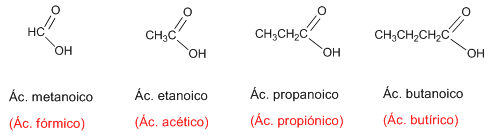 HC O OH
CH3C O OH
CH3CH2C O OH
CH3CH2CH2C O OH
Ác. metanoico Ác. etanoico Ác. propanoico Ác. butanoico
(Ác. fórmico) (Ác. acético) (Ác. propiónico) (Ác. butírico)